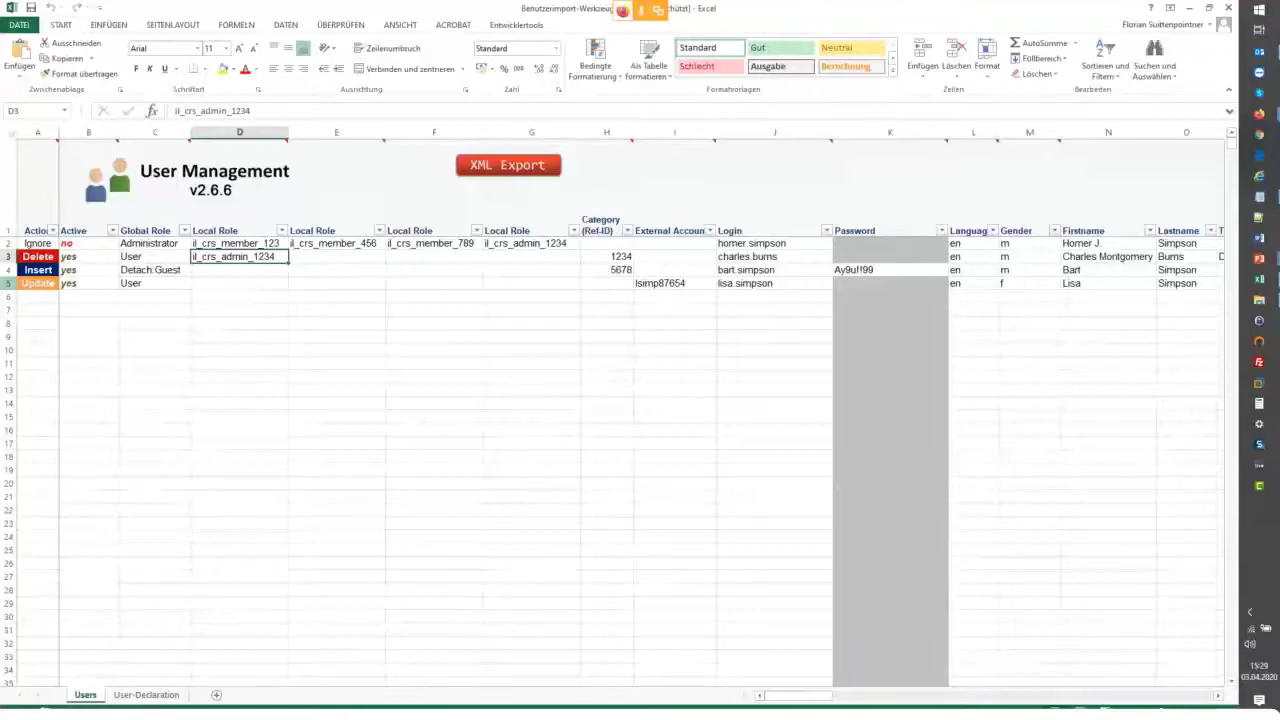 Benutzerimport-Werkzeug
hützt) - Excel
DATEI START EINFÜGEN SEITENLAYOUT FORMELN DATEN ÜBERPRÜFEN ANSICHT ACROBAT Entwicklertools
Florian Suittenpointner
Einfügen
Ausschneiden
Kopieren
Format übertragen
Zwischenablage
Arial 11
F U
Schriftart
Zeilenumbruch
Verbinden und zentrieren
Ausrichtung
Standard
% 000
Zahl
Bedingte Formatierung
Als Tabelle formatieren
Standard Gut Neutral
Schlecht Ausgabe Berechnung
Formatvorlagen
Einfügen Löschen Format
Zellen
AutoSumme
Füllbereich
Löschen
Sortieren und Filtern
Suchen und Auswählen
Bearbeiten
D3 fx il_crs_admin_1234
A B C D E F G H I J K L M N O
User Management
v2.6.6
XML Export
1 Action Active Global Role Local Role Local Role Local Role Local Role Category (Ref-ID) External Accoun Login Password Languag Gender Firstname Lastname T
2 Ignore no Administrator il_crs_member_123 il_crs_member_456 il_crs_member_789 il_crs_admin_1234 homer.simpson en m Homer J. Simpson
3 Delete yes User il_crs_admin_1234 1234 charles.burns en m Charles Montgomery Burns D
4 Insert yes Detach:Guest 5678 bart.simpson Ay9u!!99 en m Bart Simpson
5 Update yes User lsimp87654 lisa.simpson en f Lisa Simpson
6
7
8
9
10
11
12
13
14
15
16
17
18
19
20
21
22
23
24
25
26
27
28
29
30
31
32
33
34
35
Users User-Declaration
15:29
03.04.2020